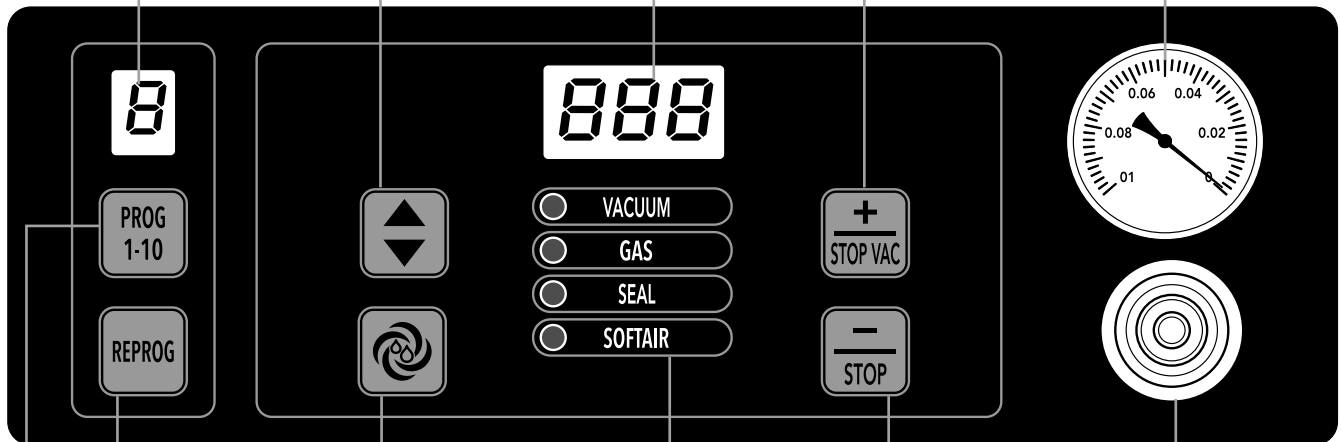 8
888
PROG
1-10
REPROG
VACUUM
GAS
SEAL
SOFTAIR
+
STOP VAC
−
STOP
0.06 0.04
0.08 0.02
01 0